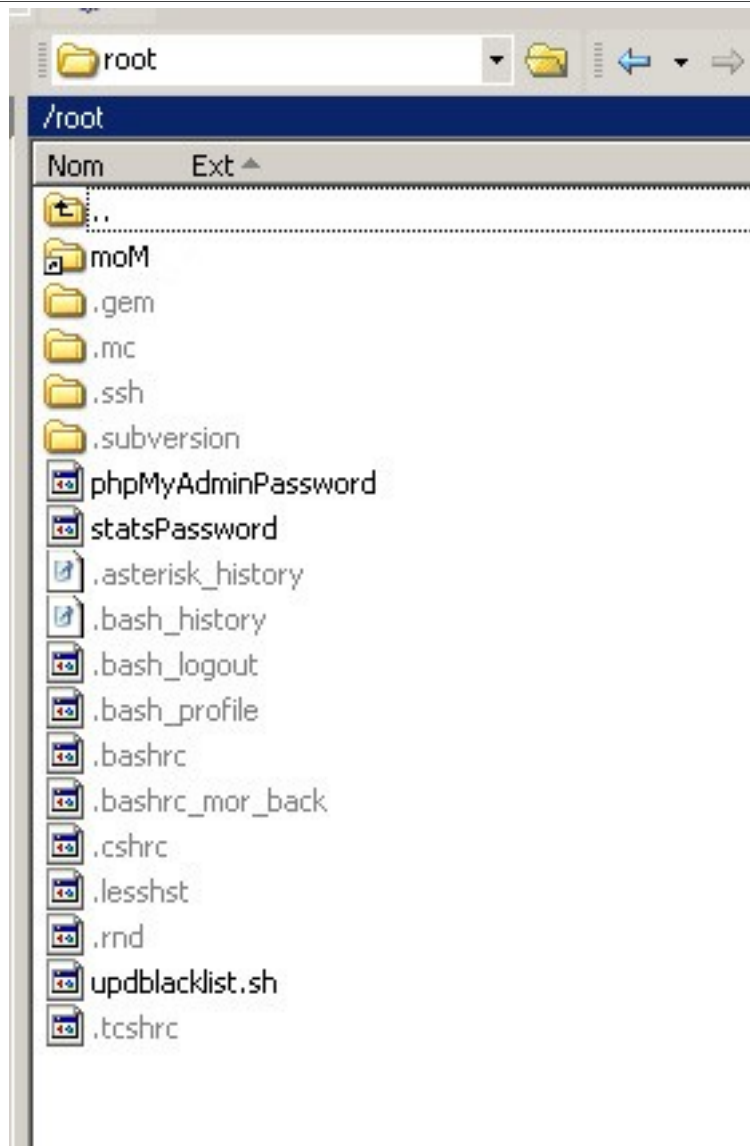 root
/root
Nom Ext
..
moM
.gem
.mc
.ssh
.subversion
phpMyAdminPassword
statsPassword
.asterisk_history
.bash_history
.bash_logout
.bash_profile
.bashrc
.bashrc_mor_back
.cshrc
.lesshst
.rnd
updblacklist.sh
.tcshrc